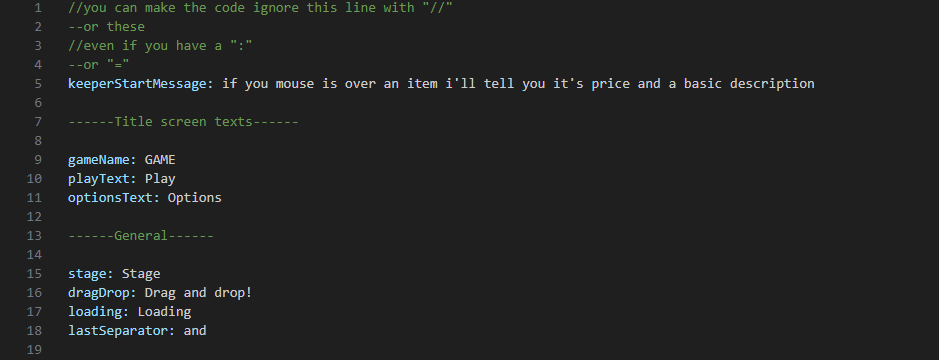 1 //you can make the code ignore this line with "//"
2 --or these
3 //even if you have a ":"
4 --or "="
5 keeperStartMessage: if you mouse is over an item i'll tell you it's price and a basic description
6
7 ------Title screen texts------
8
9 gameName: GAME
10 playText: Play
11 optionsText: Options
12
13 ------General------
14
15 stage: Stage
16 dragDrop: Drag and drop!
17 loading: Loading
18 lastSeparator: and
19